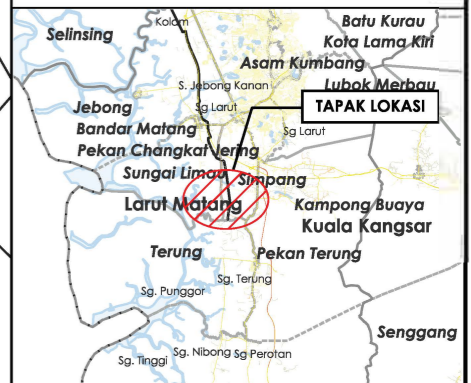 Kolam
Batu Kurau
Selinsing
Kota Lama Kiri
Asam Kumbang
S. Jebong Kanan
Lubok Merbau
Jebong
Sg Larut
TAPAK LOKASI
Bandar Matang
Sg Larut
Pekan Changkat Jering
Sungai Limau
Simpang
Larut Matang
Kampong Buaya
Kuala Kangsar
Terung
Pekan Terung
Sg. Terung
Sg. Punggor
Senggang
Sg. Nibong
Sg Perotan
Sg. Tinggi